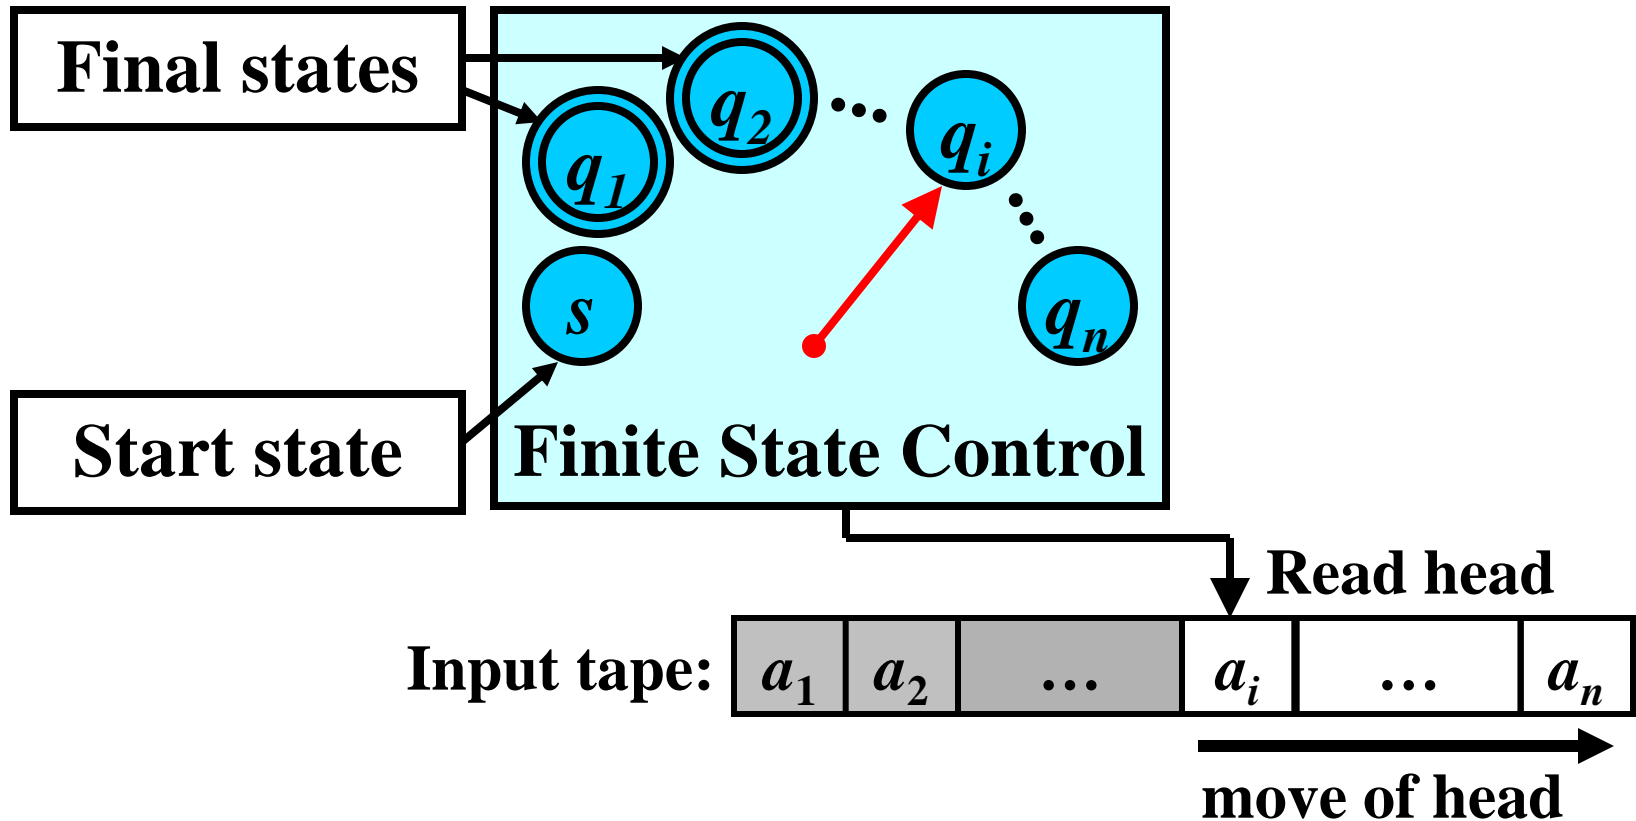 Final states
q₂
q₁
qᵢ
s
qₙ
Start state
Finite State Control
Read head
Input tape: a₁ a₂ … aᵢ … aₙ
move of head